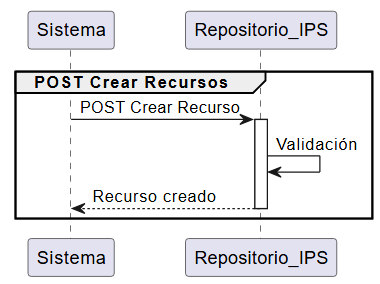 Sistema
Repositorio_IPS
POST Crear Recursos
POST Crear Recurso
Validación
Recurso creado
Sistema
Repositorio_IPS